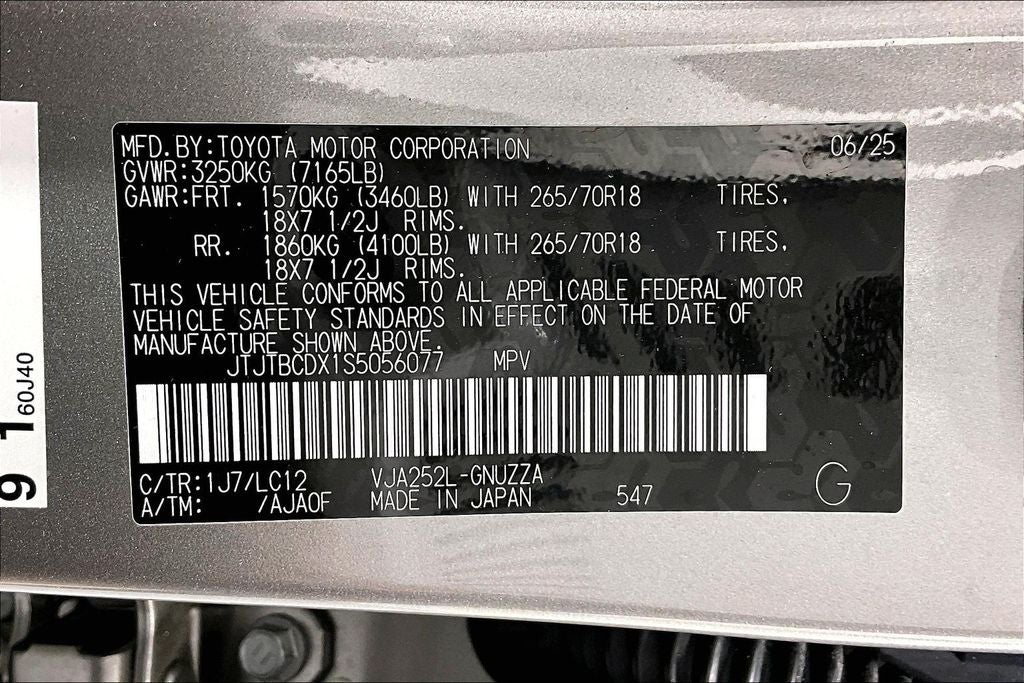 MFD.BY:TOYOTA MOTOR CORPORATION 06/25
GVWR:3250KG (7165LB)
GAWR:FRT. 1570KG (3460LB) WITH 265/70R18 TIRES,
18X7 1/2J RIMS.
RR. 1860KG (4100LB) WITH 265/70R18 TIRES,
18X7 1/2J RIMS.
THIS VEHICLE CONFORMS TO ALL APPLICABLE FEDERAL MOTOR
VEHICLE SAFETY STANDARDS IN EFFECT ON THE DATE OF
MANUFACTURE SHOWN ABOVE.
JTJTBCDX1S5056077 MPV
C/TR:1J7/LC12 VJA252L-GNUZZA
A/TM: /AJA0F MADE IN JAPAN 547
G
9 1 60J40